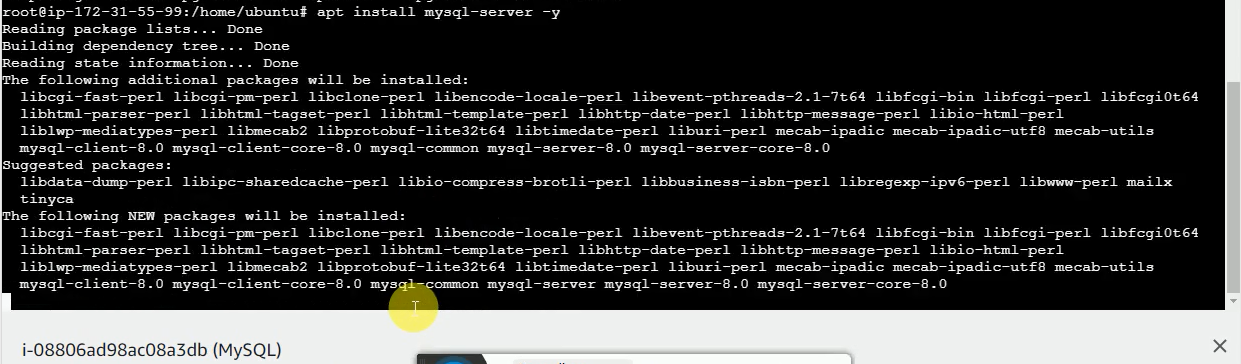 root@ip-172-31-55-99:/home/ubuntu# apt install mysql-server -y
Reading package lists... Done
Building dependency tree... Done
Reading state information... Done
The following additional packages will be installed:
libcgi-fast-perl libcgi-pm-perl libclone-perl libencode-locale-perl libevent-pthreads-2.1-7t64 libfcgi-bin libfcgi-perl libfcgi0t64
libhtml-parser-perl libhtml-tagset-perl libhtml-template-perl libhttp-date-perl libhttp-message-perl libio-html-perl
liblwp-mediatypes-perl libmecab2 libprotobuf-lite32t64 libtimedate-perl liburi-perl mecab-ipadic mecab-ipadic-utf8 mecab-utils
mysql-client-8.0 mysql-client-core-8.0 mysql-common mysql-server-8.0 mysql-server-core-8.0
Suggested packages:
libdata-dump-perl libipc-sharedcache-perl libio-compress-brotli-perl libbusiness-isbn-perl libregexp-ipv6-perl libwww-perl mailx
tinyca
The following NEW packages will be installed:
libcgi-fast-perl libcgi-pm-perl libclone-perl libencode-locale-perl libevent-pthreads-2.1-7t64 libfcgi-bin libfcgi-perl libfcgi0t64
libhtml-parser-perl libhtml-tagset-perl libhtml-template-perl libhttp-date-perl libhttp-message-perl libio-html-perl
liblwp-mediatypes-perl libmecab2 libprotobuf-lite32t64 libtimedate-perl liburi-perl mecab-ipadic mecab-ipadic-utf8 mecab-utils
mysql-client-8.0 mysql-client-core-8.0 mysql-common mysql-server mysql-server-8.0 mysql-server-core-8.0
i-08806ad98ac08a3db (MySQL)